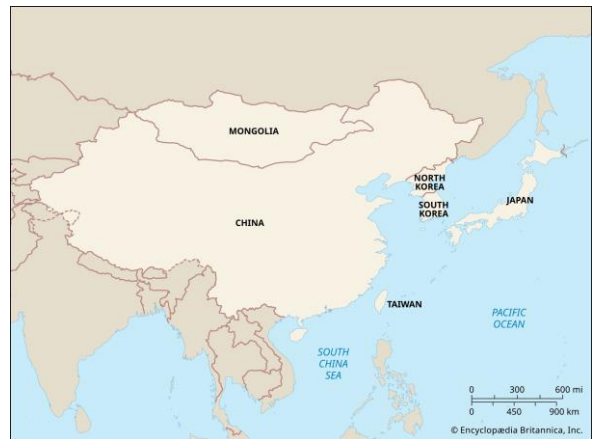 MONGOLIA
NORTH
KOREA
SOUTH
KOREA
JAPAN
CHINA
TAIWAN
PACIFIC
OCEAN
SOUTH
CHINA
SEA
0 300 600 mi
0 450 900 km
© Encyclopædia Britannica, Inc.